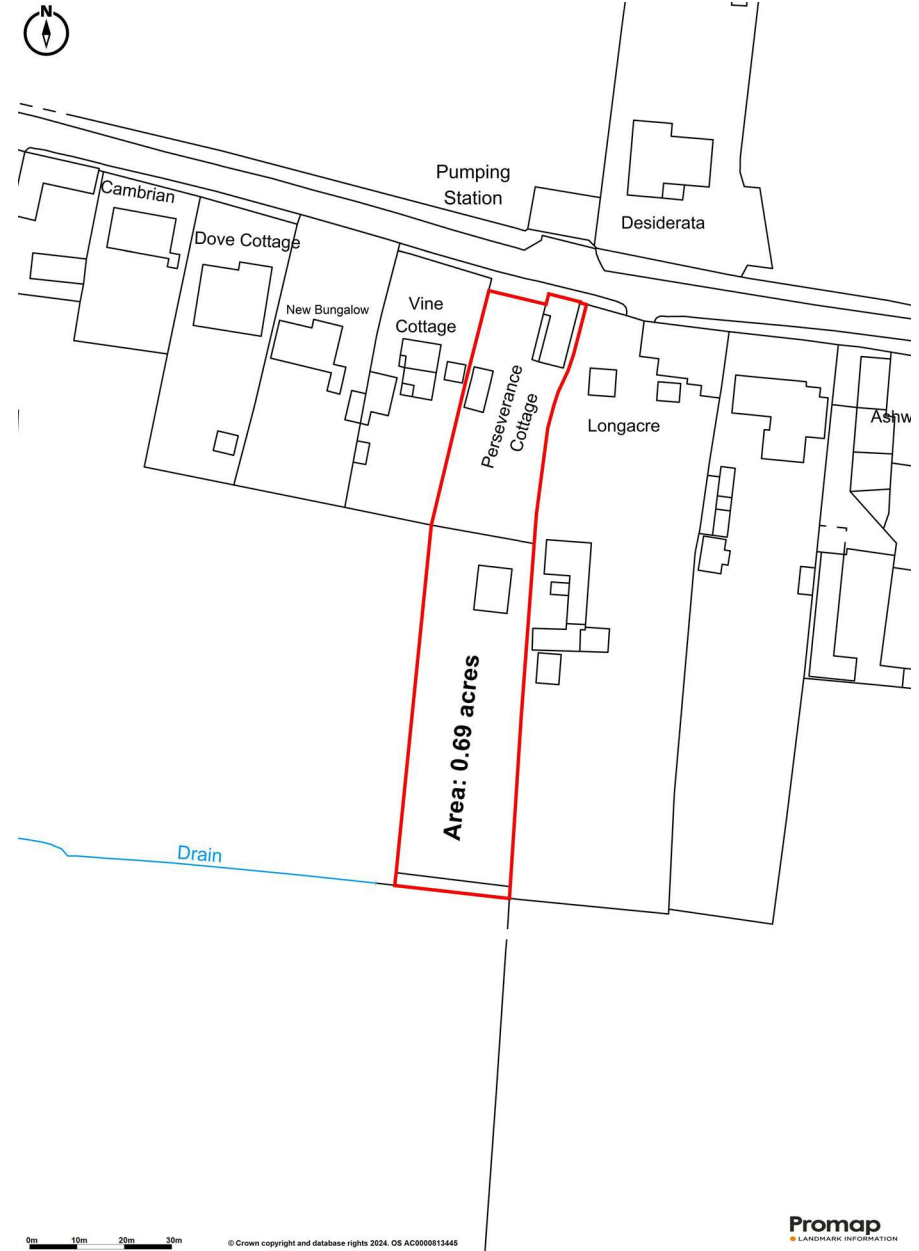 N
Pumping
Station
Cambrian
Desiderata
Dove Cottage
New Bungalow
Vine
Cottage
Perseverance
Cottage
Longacre
Ashw
Area: 0.69 acres
Drain
0m 10m 20m 30m
© Crown copyright and database rights 2024. OS AC0000813445
Promap
LANDMARK INFORMATION